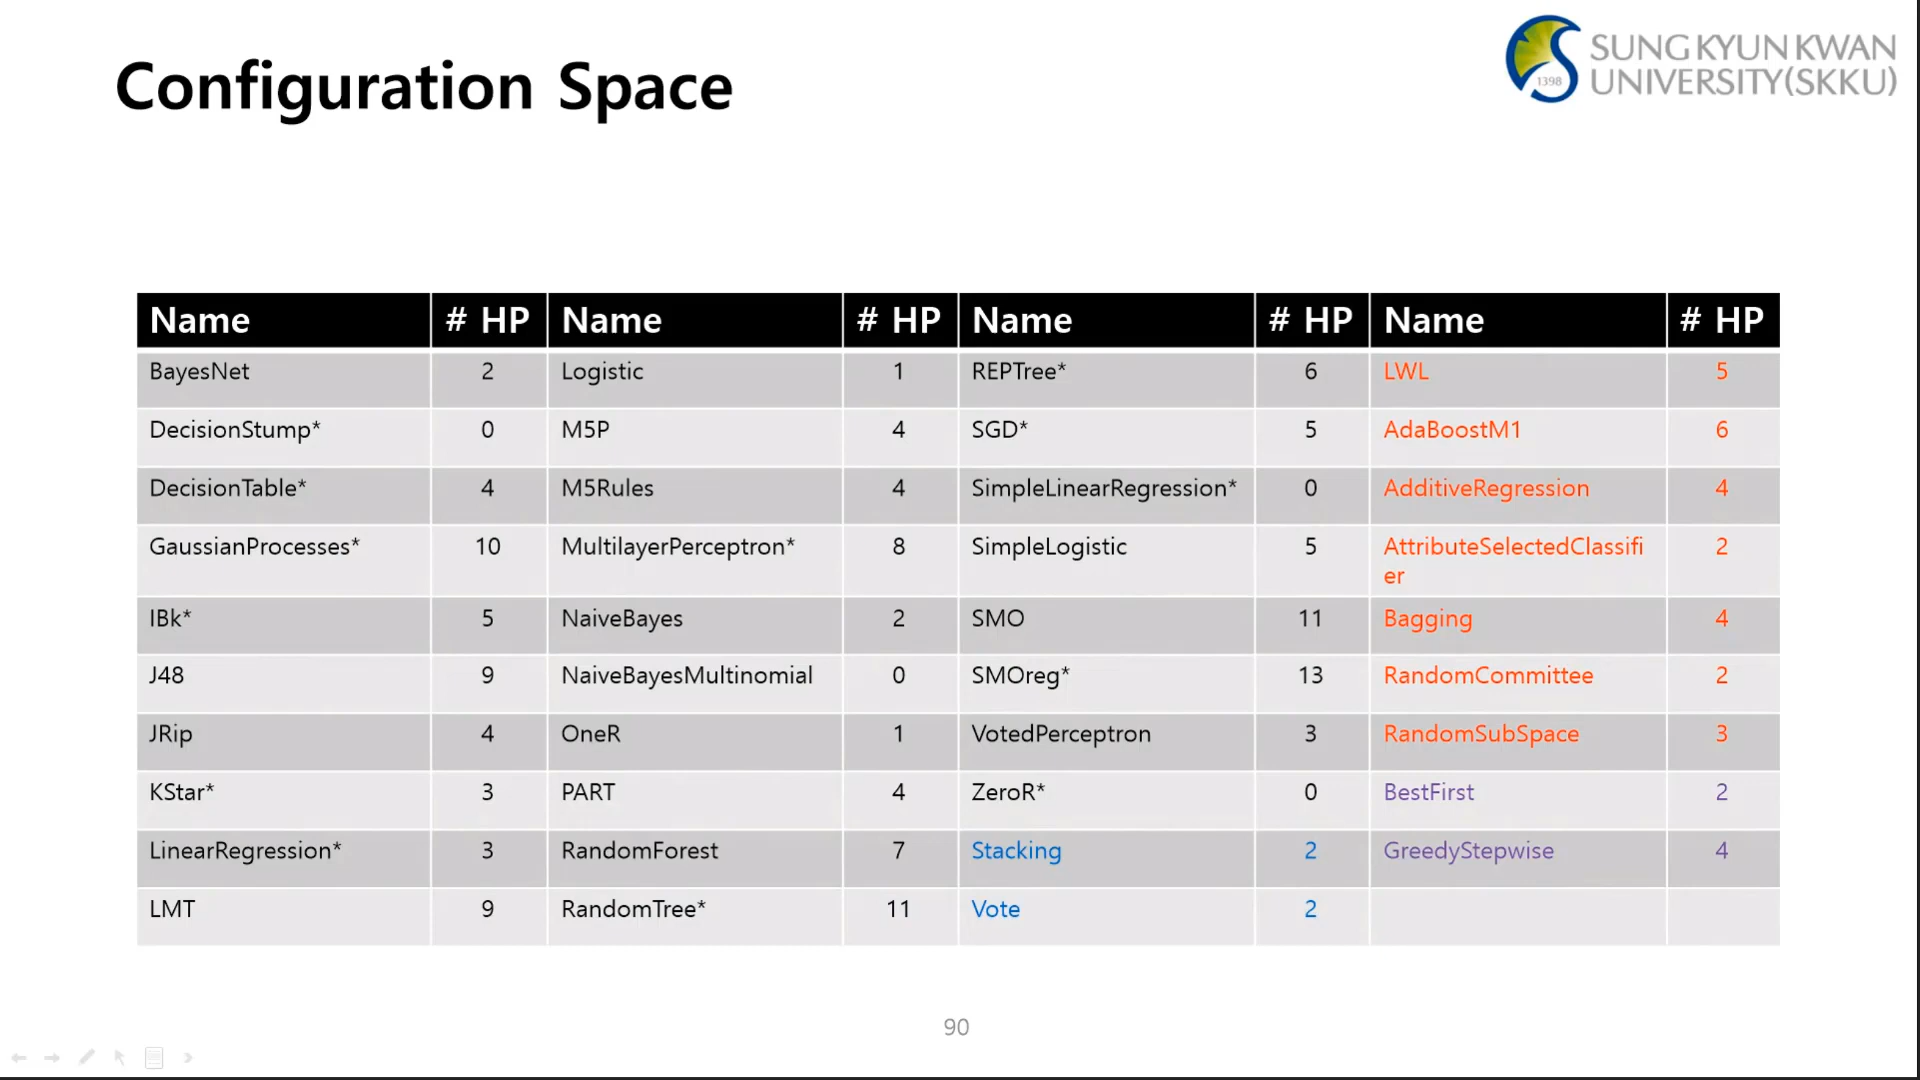 Configuration Space
1398
SUNG KYUN KWAN
UNIVERSITY(SKKU)
Name # HP Name # HP Name # HP Name # HP
BayesNet 2 Logistic 1 REPTree* 6 LWL 5
DecisionStump* 0 M5P 4 SGD* 5 AdaBoostM1 6
DecisionTable* 4 M5Rules 4 SimpleLinearRegression* 0 AdditiveRegression 4
GaussianProcesses* 10 MultilayerPerceptron* 8 SimpleLogistic 5 AttributeSelectedClassifi 2
er
IBk* 5 NaiveBayes 2 SMO 11 Bagging 4
J48 9 NaiveBayesMultinomial 0 SMOreg* 13 RandomCommittee 2
JRip 4 OneR 1 VotedPerceptron 3 RandomSubSpace 3
KStar* 3 PART 4 ZeroR* 0 BestFirst 2
LinearRegression* 3 RandomForest 7 Stacking 2 GreedyStepwise 4
LMT 9 RandomTree* 11 Vote 2
90